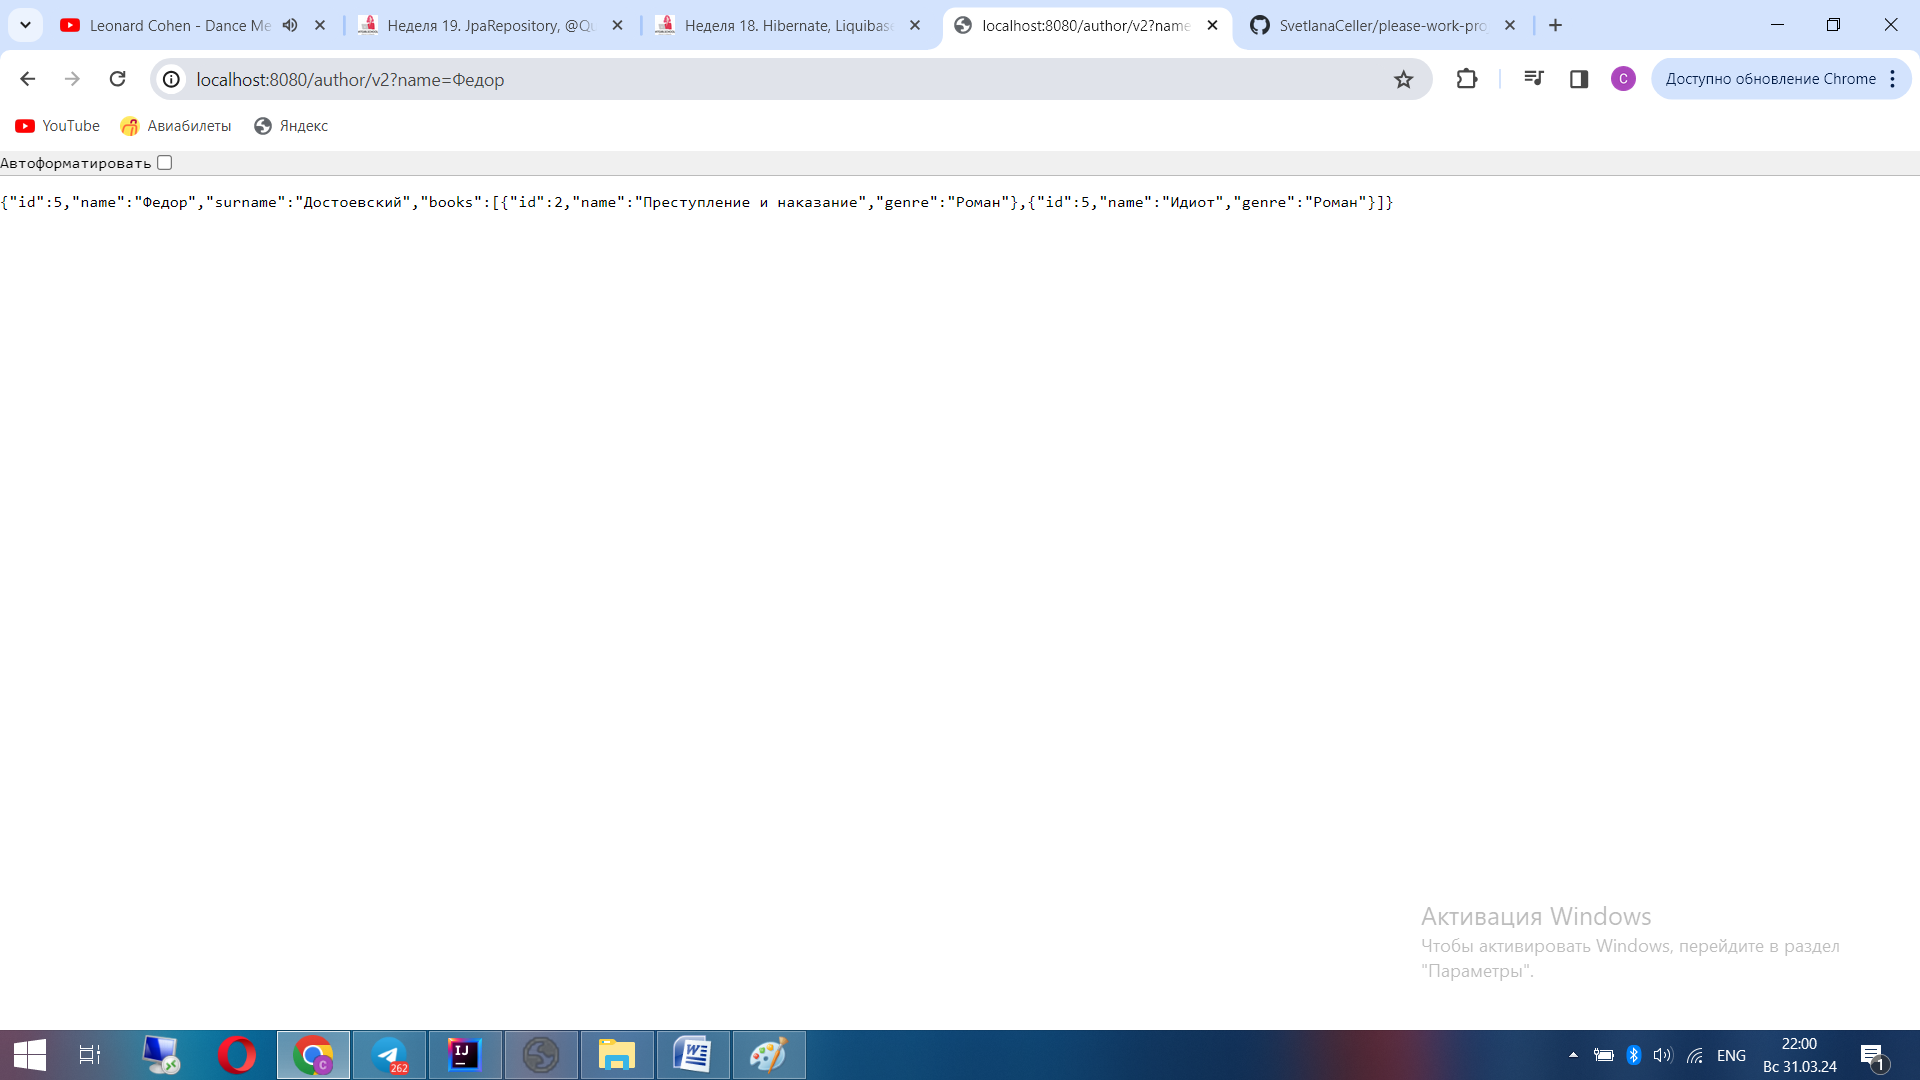 Leonard Cohen - Dance Me
Неделя 19. JpaRepository, @Qu
Неделя 18. Hibernate, Liquibase
localhost:8080/author/v2?name
SvetlanaCeller/please-work-pro
localhost:8080/author/v2?name=Федор
C
Доступно обновление Chrome
YouTube
Авиабилеты
Яндекс
Автоформатировать
{"id":5,"name":"Федор","surname":"Достоевский","books":[{"id":2,"name":"Преступление и наказание","genre":"Роман"},{"id":5,"name":"Идиот","genre":"Роман"}]}
Активация Windows
Чтобы активировать Windows, перейдите в раздел
"Параметры".
C
262
IJ
ENG
22:00
Вс 31.03.24
1